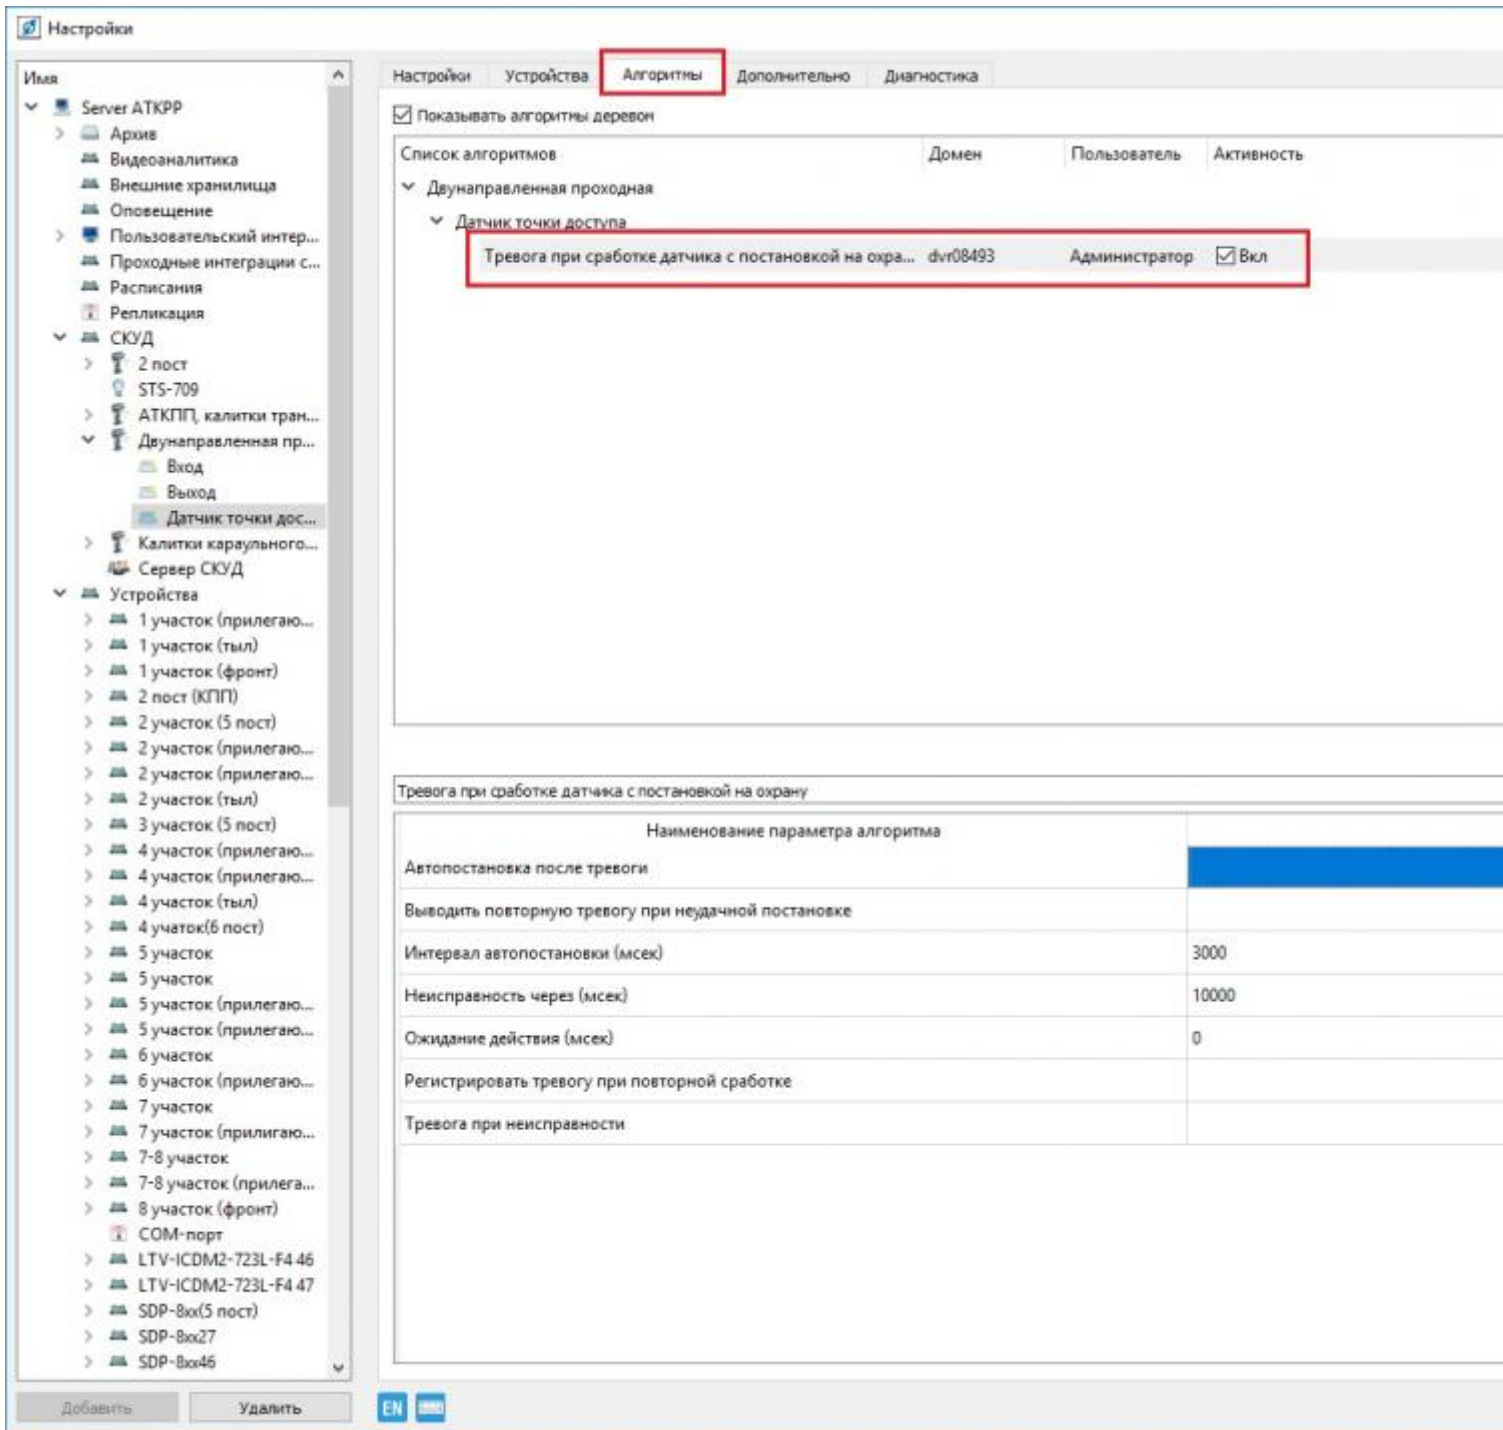 Настройки
Имя
Server АТКРР
Архив
Видеоаналитика
Внешние хранилища
Оповещение
Пользовательский интер...
Проходные интеграции с...
Расписания
Репликация
СКУД
2 пост
STS-709
АТКПП, калитки тран...
Двунаправленная пр...
Вход
Выход
Датчик точки дос...
Калитки караульного...
Сервер СКУД
Устройства
1 участок (прилегаю...
1 участок (тыл)
1 участок (фронт)
2 пост (КПП)
2 участок (5 пост)
2 участок (прилегаю...
2 участок (прилегаю...
2 участок (тыл)
3 участок (5 пост)
4 участок (прилегаю...
4 участок (прилегаю...
4 участок (тыл)
4 учаток(6 пост)
5 участок
5 участок
5 участок (прилегаю...
5 участок (прилегаю...
6 участок
6 участок (прилегаю...
7 участок
7 участок (прилигаю...
7-8 участок
7-8 участок (прилега...
8 участок (фронт)
COM-порт
LTV-ICDM2-723L-F4 46
LTV-ICDM2-723L-F4 47
SDP-8xx(5 пост)
SDP-8xx27
SDP-8xx46
Добавить Удалить
Настройки Устройства Алгоритмы Дополнительно Диагностика
Показывать алгоритмы деревом
Список алгоритмов Домен Пользователь Активность
Двунаправленная проходная
Датчик точки доступа
Тревога при сработке датчика с постановкой на охра... dvr08493 Администратор Вкл
Тревога при сработке датчика с постановкой на охрану
Наименование параметра алгоритма
Автопостановка после тревоги
Выводить повторную тревогу при неудачной постановке
Интервал автопостановки (мсек) 3000
Неисправность через (мсек) 10000
Ожидание действия (мсек) 0
Регистрировать тревогу при повторной сработке
Тревога при неисправности
EN